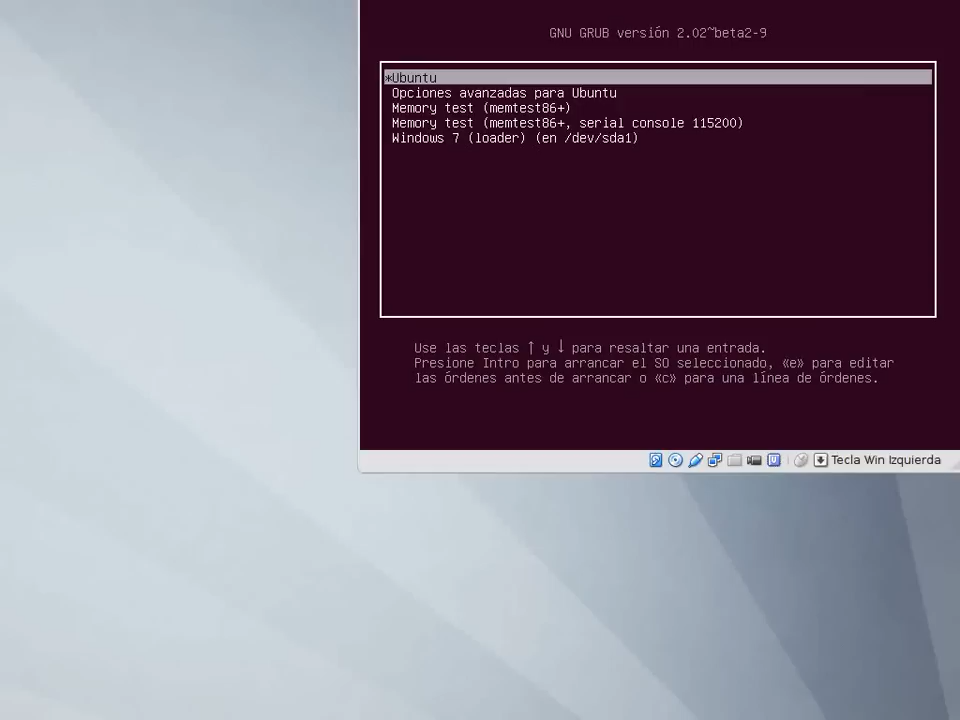 GNU GRUB versión 2.02~beta2-9
*Ubuntu
Opciones avanzadas para Ubuntu
Memory test (memtest86+)
Memory test (memtest86+, serial console 115200)
Windows 7 (loader) (en /dev/sda1)
Use las teclas ↑ y ↓ para resaltar una entrada.
Presione Intro para arrancar el SO seleccionado, «e» para editar
las órdenes antes de arrancar o «c» para una línea de órdenes.
Tecla Win Izquierda